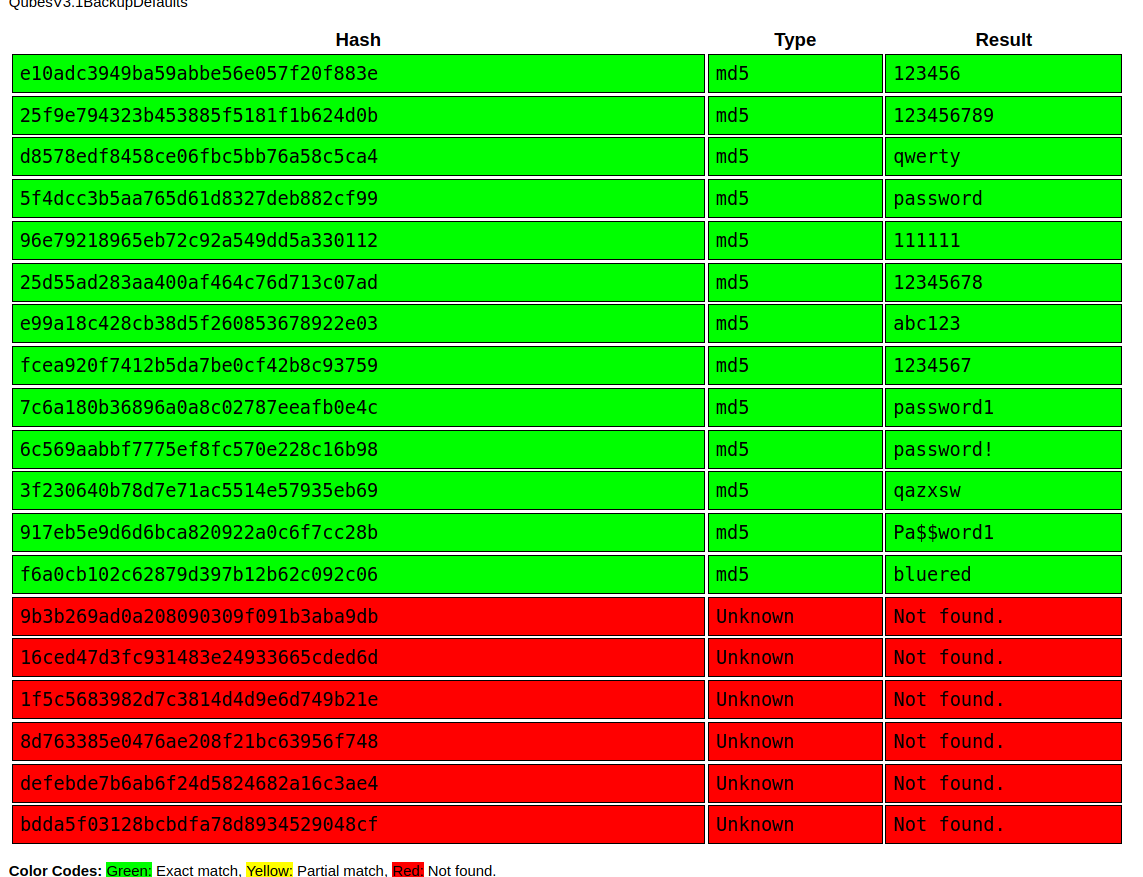 QubesV3.1BackupDefaults
Hash Type Result
e10adc3949ba59abbe56e057f20f883e md5 123456
25f9e794323b453885f5181f1b624d0b md5 123456789
d8578edf8458ce06fbc5bb76a58c5ca4 md5 qwerty
5f4dcc3b5aa765d61d8327deb882cf99 md5 password
96e79218965eb72c92a549dd5a330112 md5 111111
25d55ad283aa400af464c76d713c07ad md5 12345678
e99a18c428cb38d5f260853678922e03 md5 abc123
fcea920f7412b5da7be0cf42b8c93759 md5 1234567
7c6a180b36896a0a8c02787eeafb0e4c md5 password1
6c569aabbf7775ef8fc570e228c16b98 md5 password!
3f230640b78d7e71ac5514e57935eb69 md5 qazxsw
917eb5e9d6d6bca820922a0c6f7cc28b md5 Pa$$word1
f6a0cb102c62879d397b12b62c092c06 md5 bluered
9b3b269ad0a208090309f091b3aba9db Unknown Not found.
16ced47d3fc931483e24933665cded6d Unknown Not found.
1f5c5683982d7c3814d4d9e6d749b21e Unknown Not found.
8d763385e0476ae208f21bc63956f748 Unknown Not found.
defebde7b6ab6f24d5824682a16c3ae4 Unknown Not found.
bdda5f03128bcbdfa78d8934529048cf Unknown Not found.
Color Codes: Green: Exact match, Yellow: Partial match, Red: Not found.